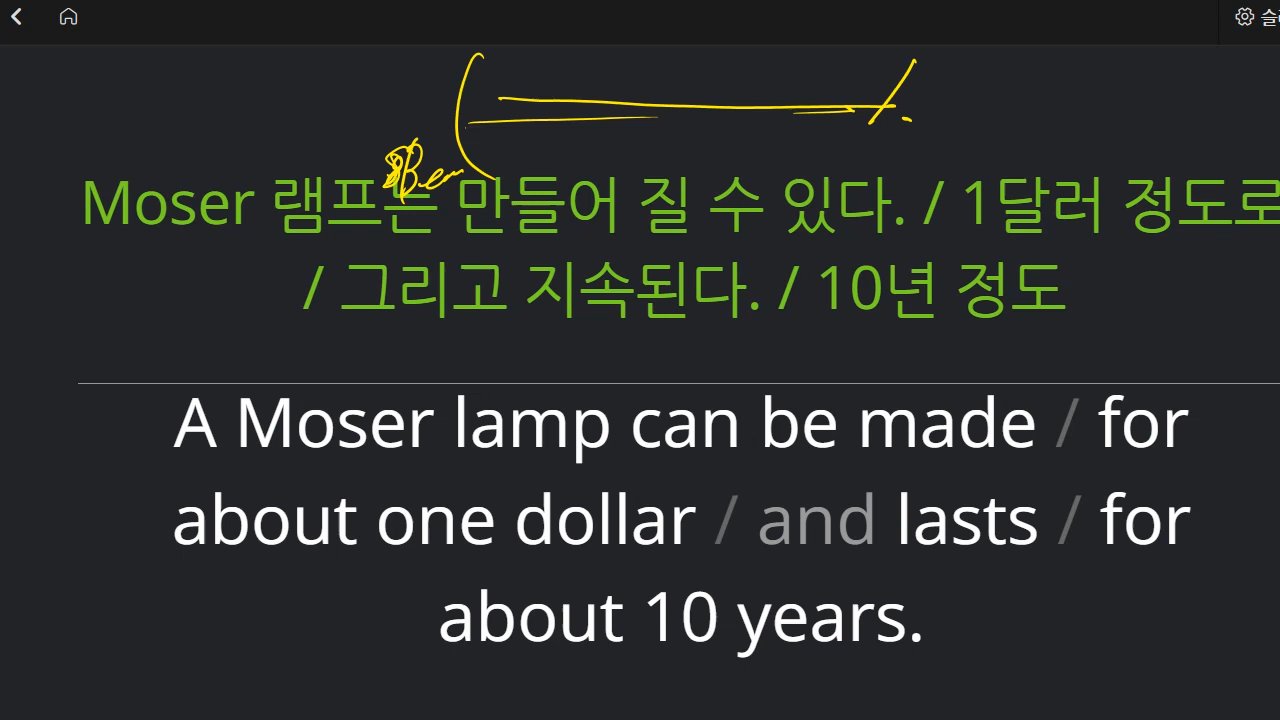 Moser 램프는 만들어 질 수 있다. / 1달러 정도로
/ 그리고 지속된다. / 10년 정도
A Moser lamp can be made / for
about one dollar / and lasts / for
about 10 years.